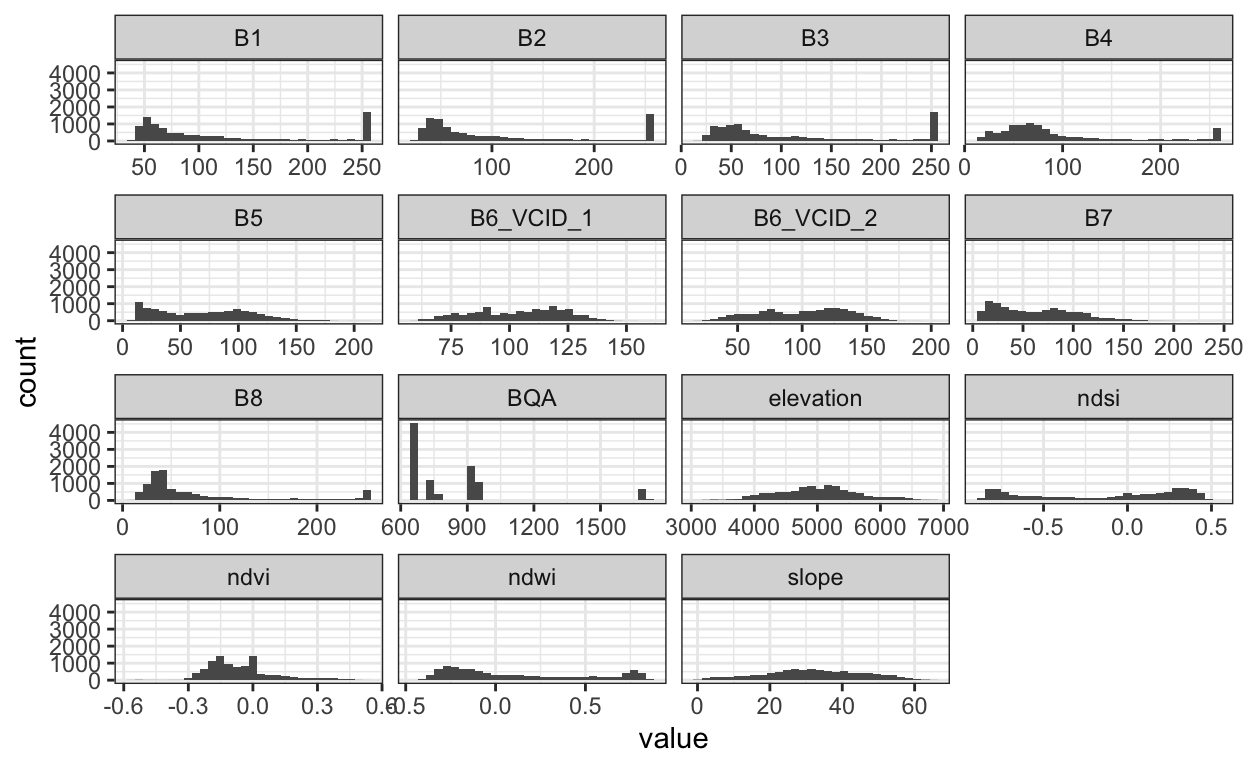 B1 B2 B3 B4
4000
3000
2000
1000
0
50 100 150 200 250 100 200 0 50 100 150 200 250 0 100 200
B5 B6_VCID_1 B6_VCID_2 B7
4000
3000
2000
1000
0
0 50 100 150 200 75 100 125 150 50 100 150 200 0 50 100 150 200 250
count
B8 BQA elevation ndsi
4000
3000
2000
1000
0
0 100 200 600 900 1200 1500 3000 4000 5000 6000 7000 -0.5 0.0 0.5
ndvi ndwi slope
4000
3000
2000
1000
0
-0.6 -0.3 0.0 0.3 0.6 -0.5 0.0 0.5 0 20 40 60
value